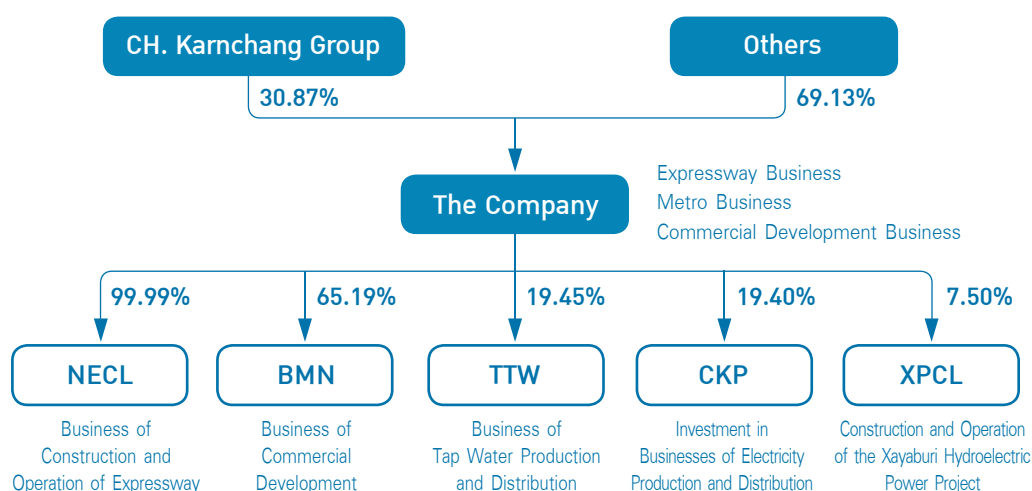 CH. Karnchang Group
Others
30.87%
69.13%
The Company
Expressway Business
Metro Business
Commercial Development Business
99.99%
65.19%
19.45%
19.40%
7.50%
NECL
Business of
Construction and
Operation of Expressway
BMN
Business of
Commercial
Development
TTW
Business of
Tap Water Production
and Distribution
CKP
Investment in
Businesses of Electricity
Production and Distribution
XPCL
Construction and Operation
of the Xayaburi Hydroelectric
Power Project